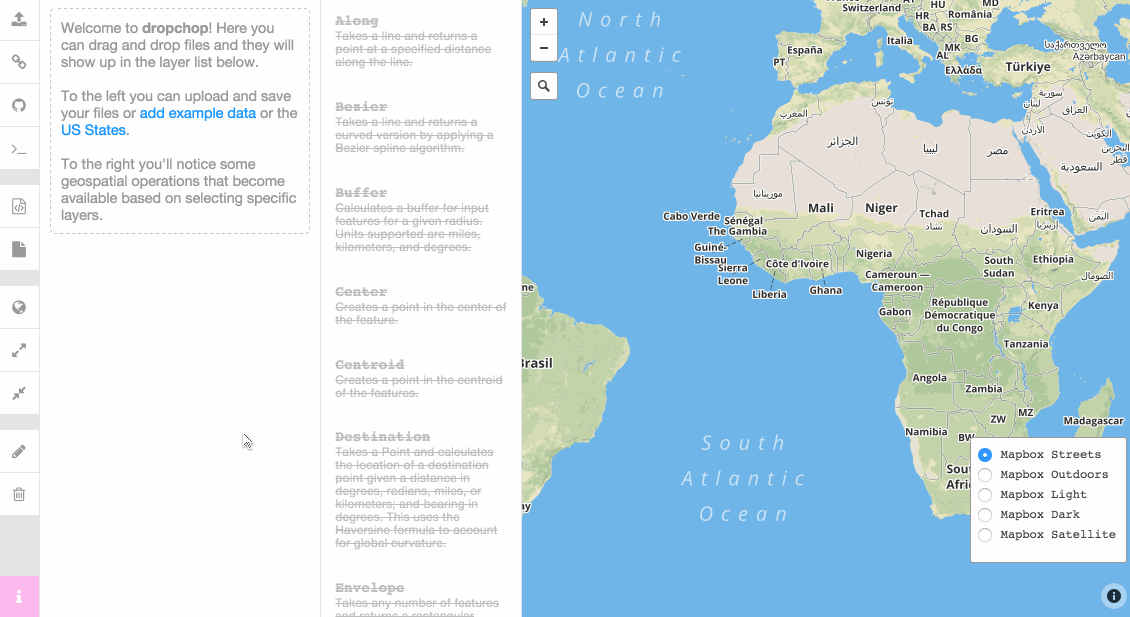 Welcome to dropchop! Here you
can drag and drop files and they will
show up in the layer list below.
To the left you can upload and save
your files or add example data or the
US States.
To the right you'll notice some
geospatial operations that become
available based on selecting specific
layers.
Along
Takes a line and returns a
point at a specified distance
along the line.
Bezier
Takes a line and returns a
curved version by applying a
Bezier spline algorithm.
Buffer
Calculates a buffer for input
features for a given radius.
Units supported are miles,
kilometers, and degrees.
Center
Creates a point in the center of
the feature.
Centroid
Creates a point in the centroid
of the features.
Destination
Takes a Point and calculates
the location of a destination
point given a distance in
degrees, radians, miles, or
kilometers; and bearing in
degrees. This uses the
Haversine formula to account
for global curvature.
Envelope
Takes any number of features
and returns a rectangular
+
−
North
Atlantic
Ocean
France
Switzerland
HU
MD
HR
România
Italia
BA
RS
BG
MK
AL
España
PT
Ελλάδα
Türkiye
საქართველო
Azərbaycan
تونس
سورية
لبنان
العراق
الأردن
الكويت
البحرين
المغرب
الجزائر
ليبيا
مصر
السعودية
موريتانيا
Mali
Niger
Tchad
تشاد
السودان
Eritrea
إرتريا
اليمن
Cabo Verde
Sénégal
The Gambia
Guiné-
Bissau
Sierra
Leone
Liberia
Côte d'Ivoire
Ghana
Nigeria
Cameroun —
Cameroon
South
Sudan
Ethiopia
الصومال
Gabon
République
Démocratique
du Congo
Kenya
Tanzania
Brasil
Angola
Zambia
ZW
MZ
Madagascar
Namibia
BW
South
Atlantic
Ocean
Mapbox Streets
Mapbox Outdoors
Mapbox Light
Mapbox Dark
Mapbox Satellite